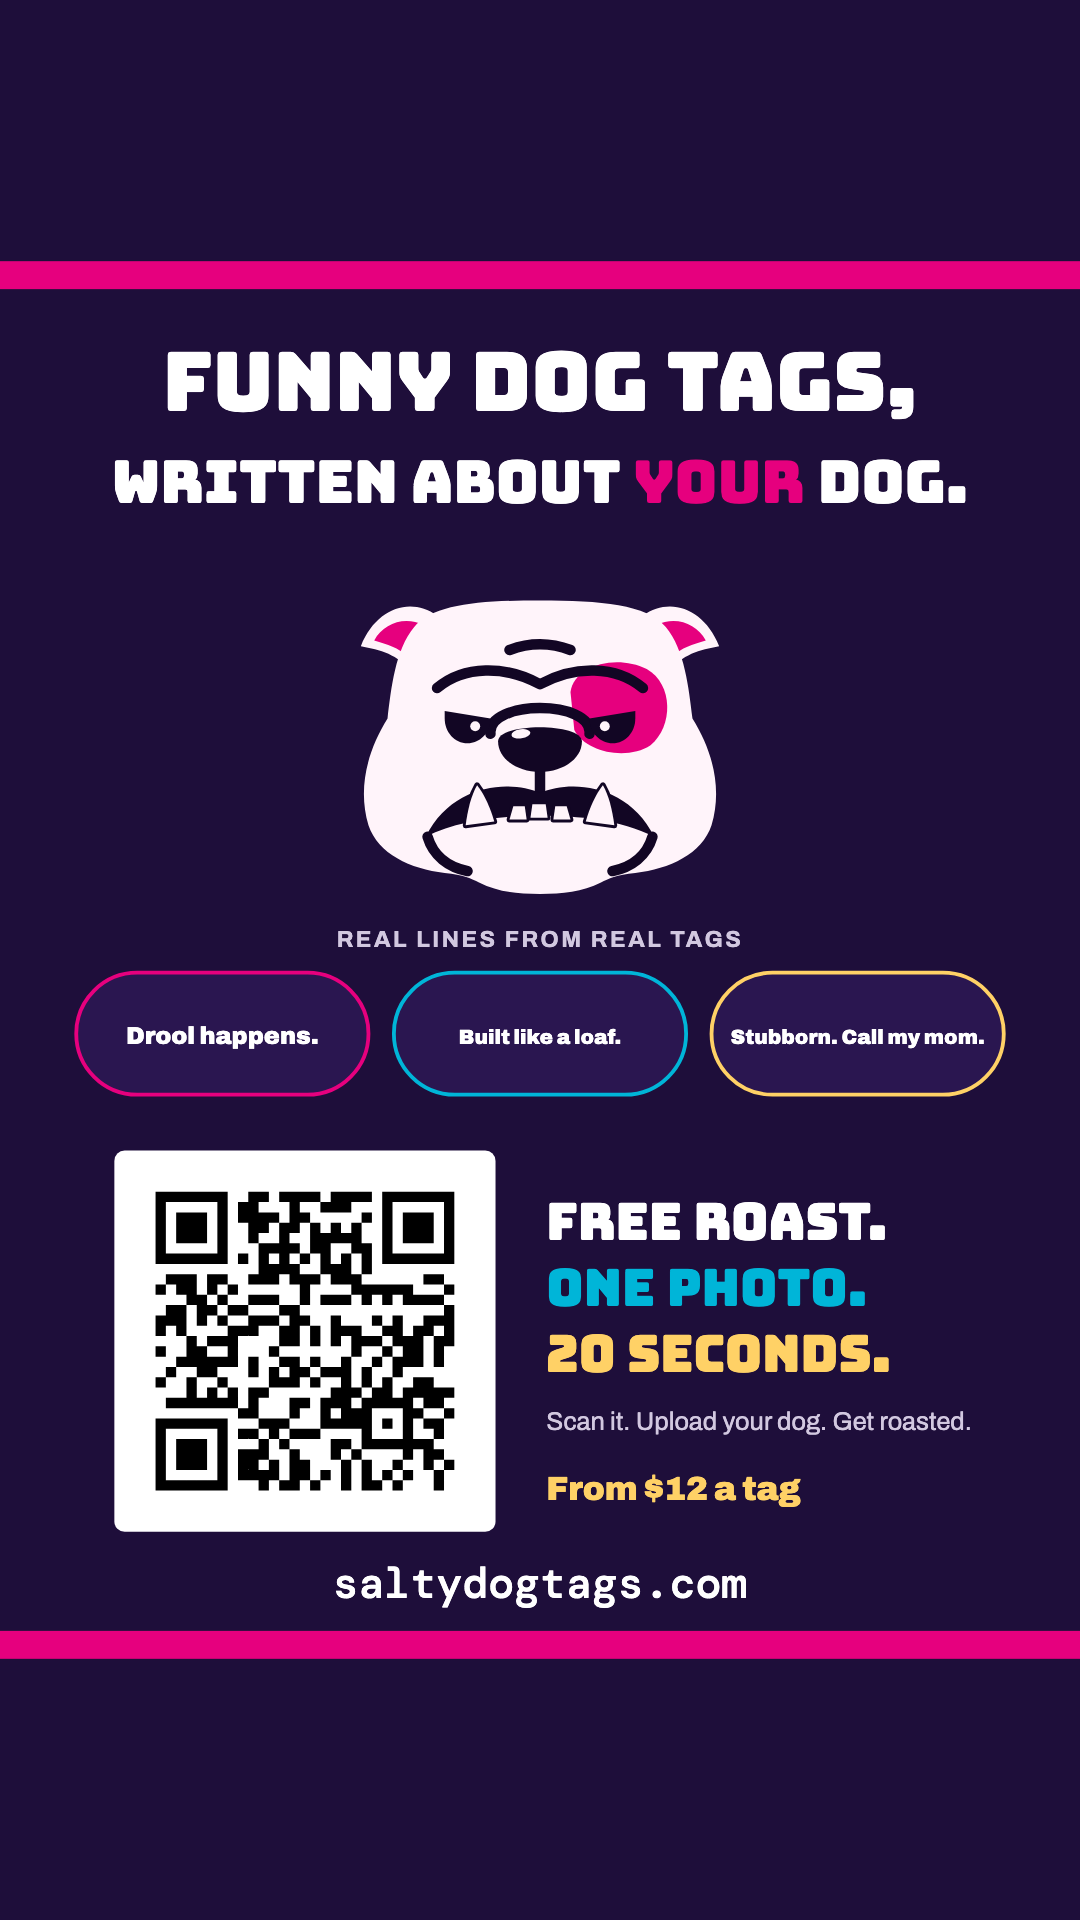 FUNNY DOG TAGS,
WRITTEN ABOUT YOUR DOG.
REAL LINES FROM REAL TAGS
Drool happens.
Built like a loaf.
Stubborn. Call my mom.
FREE ROAST.
ONE PHOTO.
20 SECONDS.
Scan it. Upload your dog. Get roasted.
From $12 a tag
saltydogtags.com